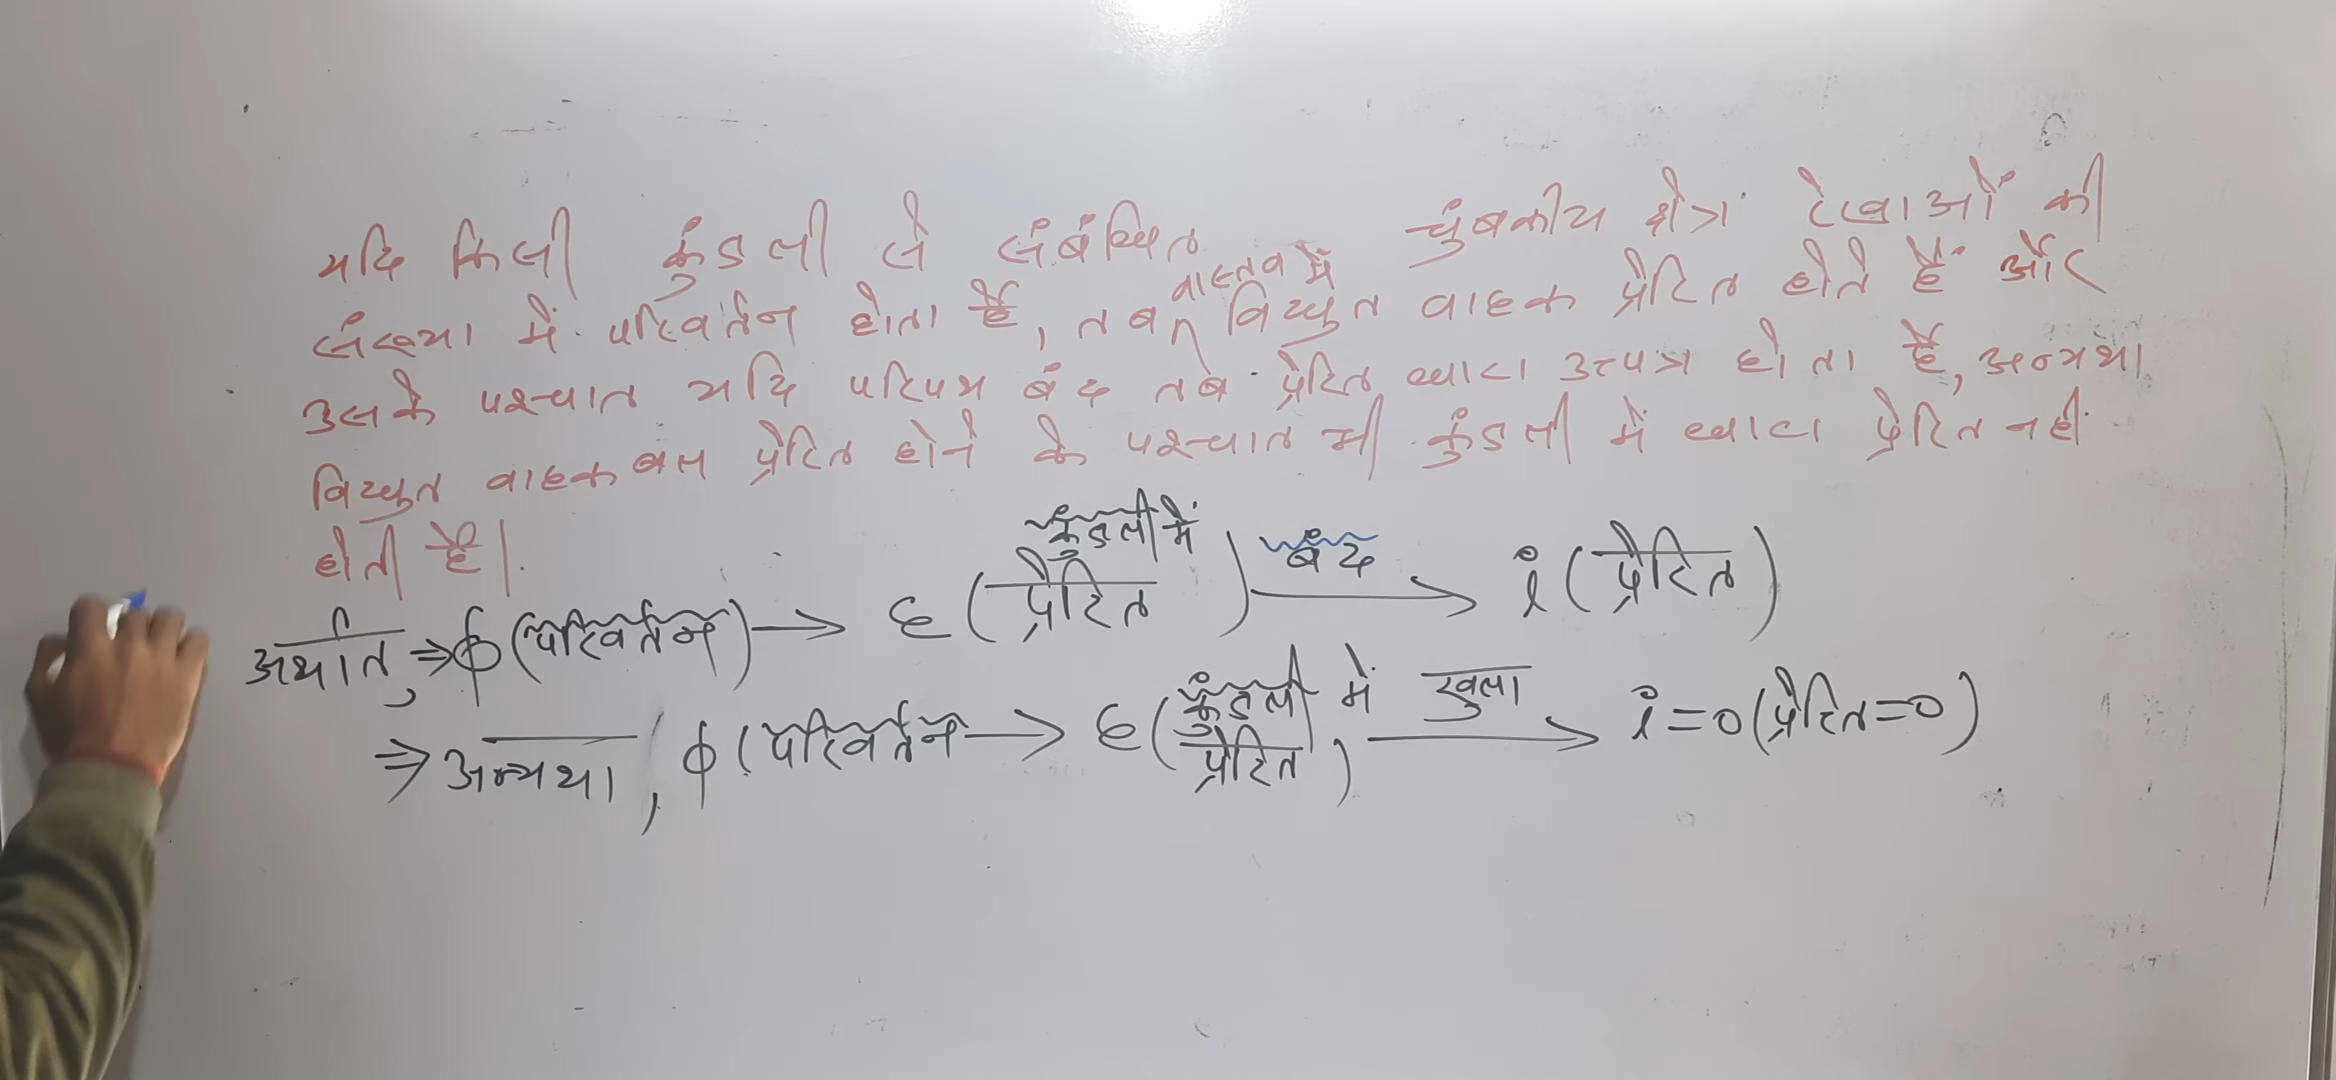 यदि किसी कुंडली से संबंधित चुंबकीय क्षेत्र रेखाओं की
संख्या में परिवर्तन होता है, तब वास्तव में विद्युत वाहक प्रेरित होते हैं और
उसके पश्चात यदि परिपथ बंद तब प्रेरित धारा उत्पन्न होता है, अन्यथा
विद्युत वाहक बल प्रेरित होने के पश्चात भी कुंडली में धारा प्रेरित नहीं
होती है।
अर्थात, ⇒ ϕ (परिवर्तन) → ε (कुंडली में प्रेरित) बंद → i (प्रेरित)
⇒ अन्यथा, ϕ (परिवर्तन → ε (कुंडली में प्रेरित) खुला → i = 0 (प्रेरित = 0)